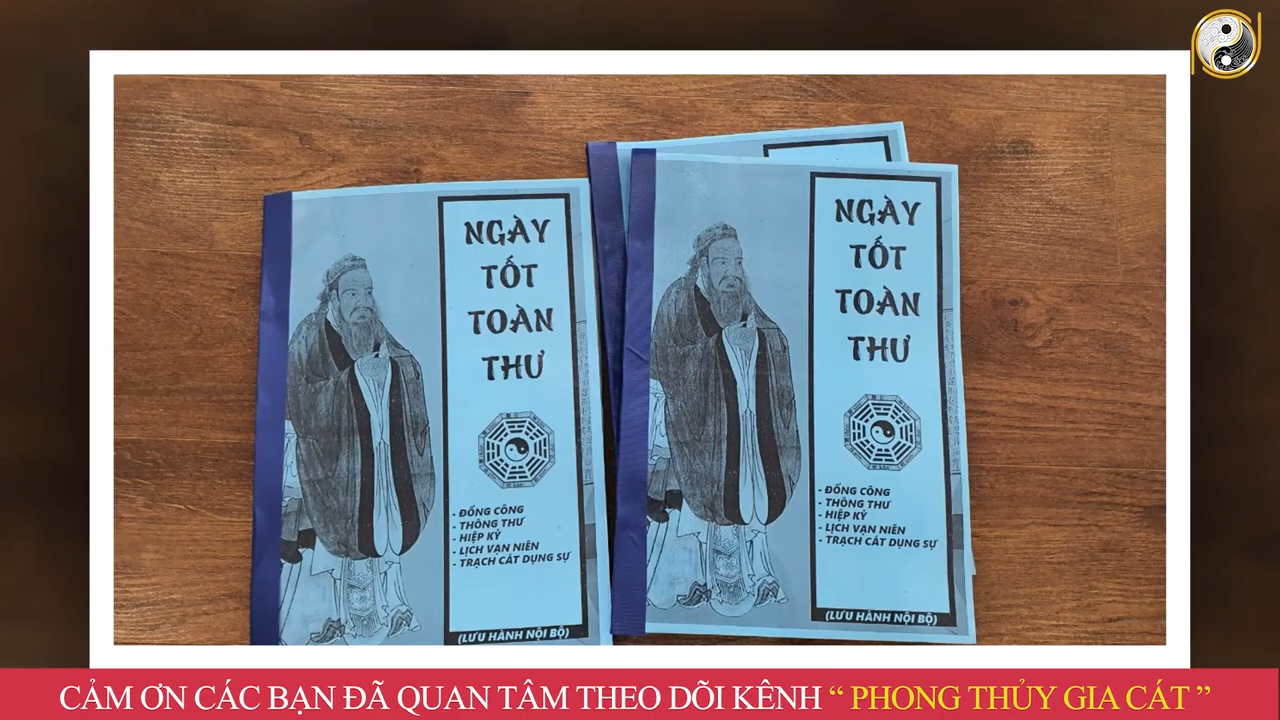 NGÀY
TỐT
TOÀN
THƯ
- ĐỔNG CÔNG
- THÔNG THƯ
- HIỆP KỶ
- LỊCH VẠN NIÊN
- TRẠCH CÁT DỤNG SỰ
(LƯU HÀNH NỘI BỘ)
NGÀY
TỐT
TOÀN
THƯ
- ĐỔNG CÔNG
- THÔNG THƯ
- HIỆP KỶ
- LỊCH VẠN NIÊN
- TRẠCH CÁT DỤNG SỰ
(LƯU HÀNH NỘI BỘ)
CẢM ƠN CÁC BẠN ĐÃ QUAN TÂM THEO DÕI KÊNH “ PHONG THỦY GIA CÁT ”